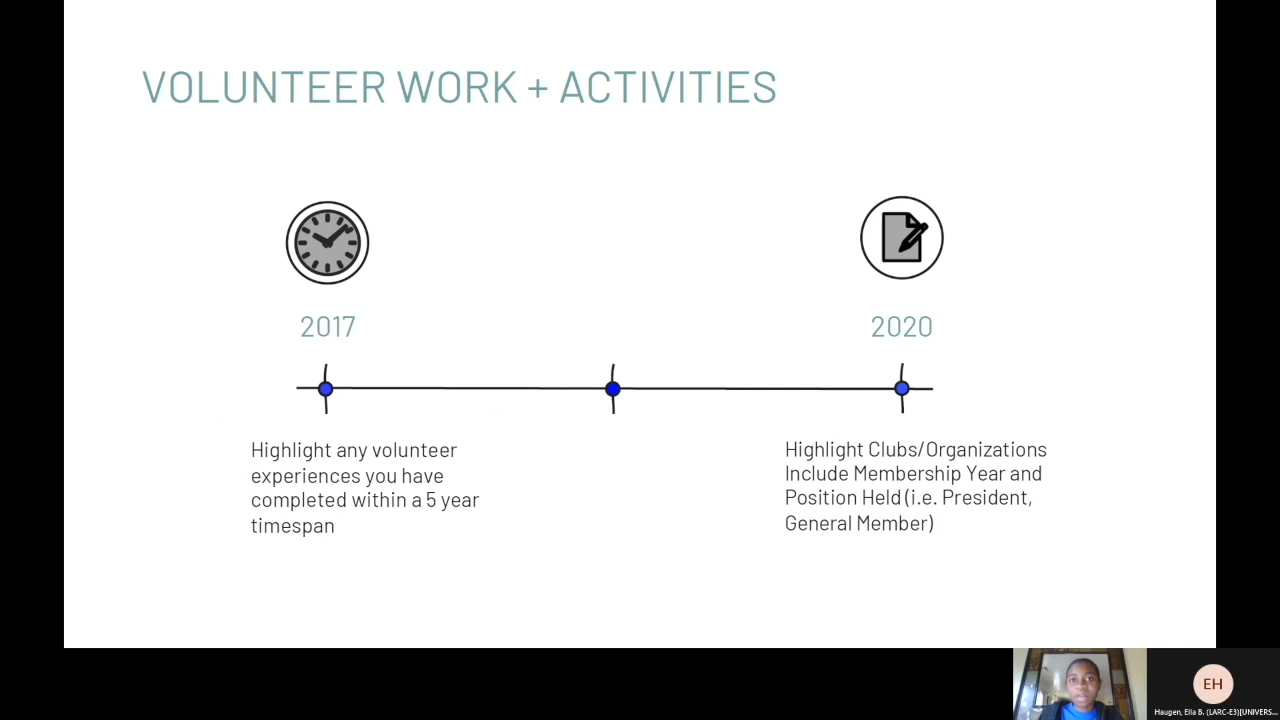 VOLUNTEER WORK + ACTIVITIES
2017
2020
Highlight any volunteer
experiences you have
completed within a 5 year
timespan
Highlight Clubs/Organizations
Include Membership Year and
Position Held (i.e. President,
General Member)
EH
Haugen, Ella B. (LARC-E3)[UNIVERS...